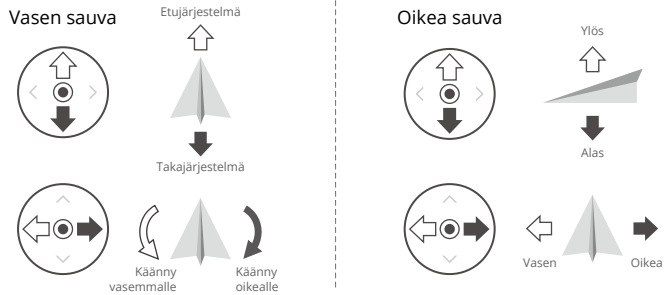 Vasen sauva
Etujärjestelmä
Takajärjestelmä
Käänny
vasemmalle
Käänny
oikealle
Oikea sauva
Ylös
Alas
Vasen
Oikea